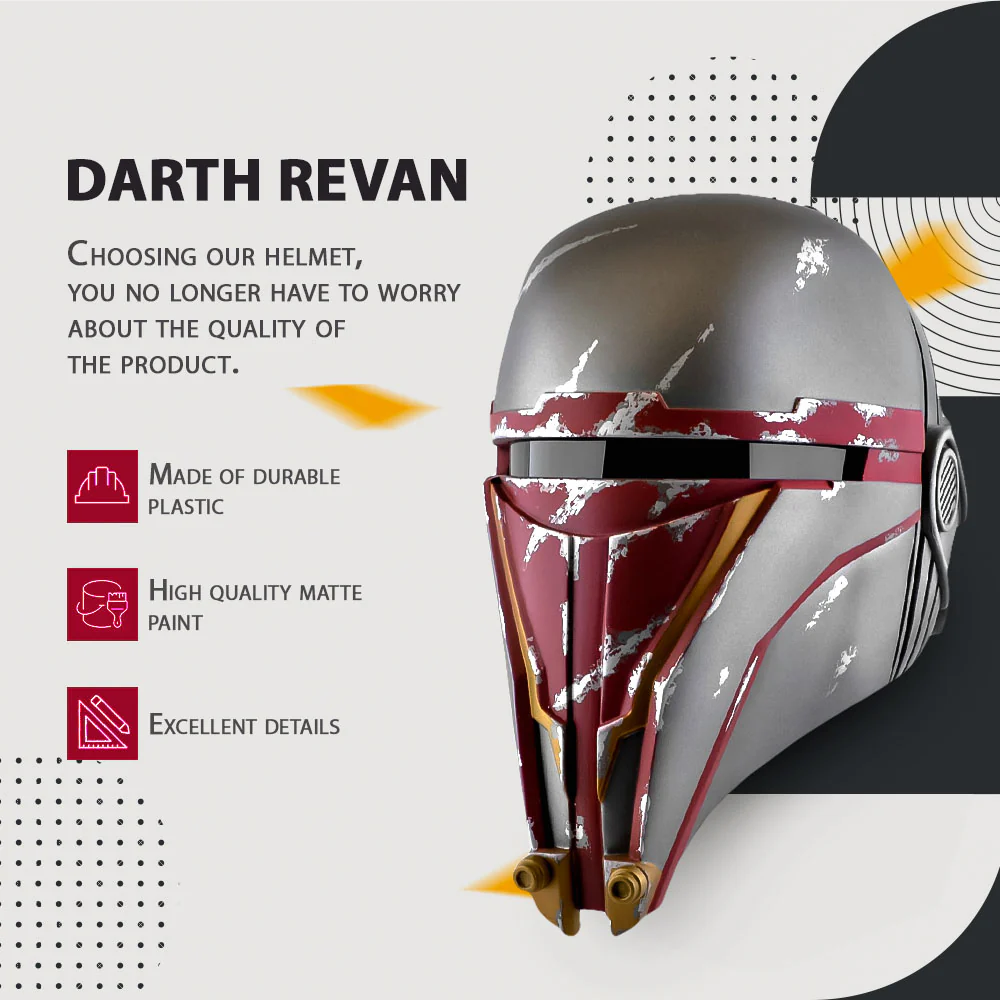 DARTH REVAN
Choosing our helmet,
you no longer have to worry
about the quality of
the product.
Made of durable
plastic
High quality matte
paint
Excellent details